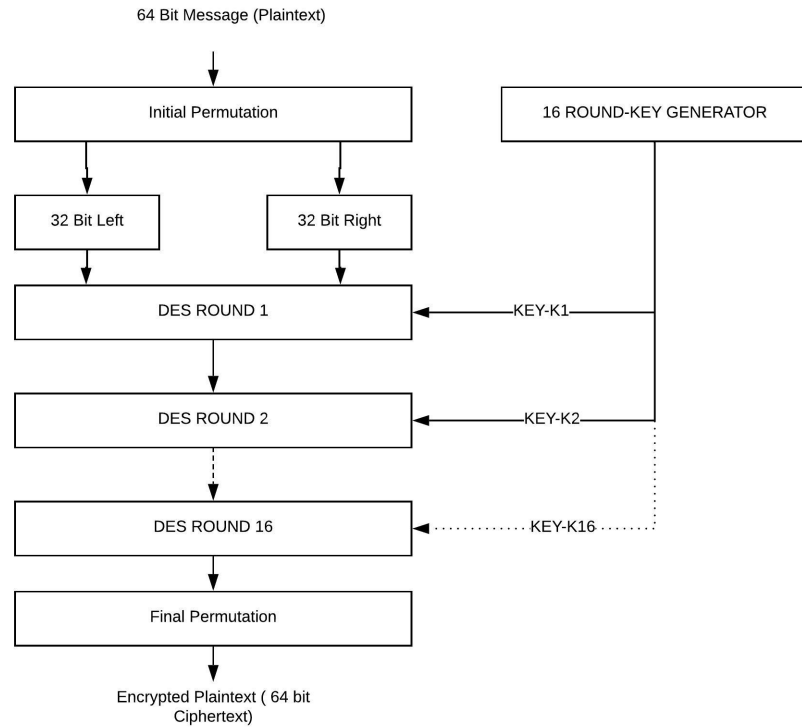 64 Bit Message (Plaintext)
Initial Permutation
16 ROUND-KEY GENERATOR
32 Bit Left
32 Bit Right
DES ROUND 1
KEY-K1
DES ROUND 2
KEY-K2
DES ROUND 16
KEY-K16
Final Permutation
Encrypted Plaintext ( 64 bit
Ciphertext)